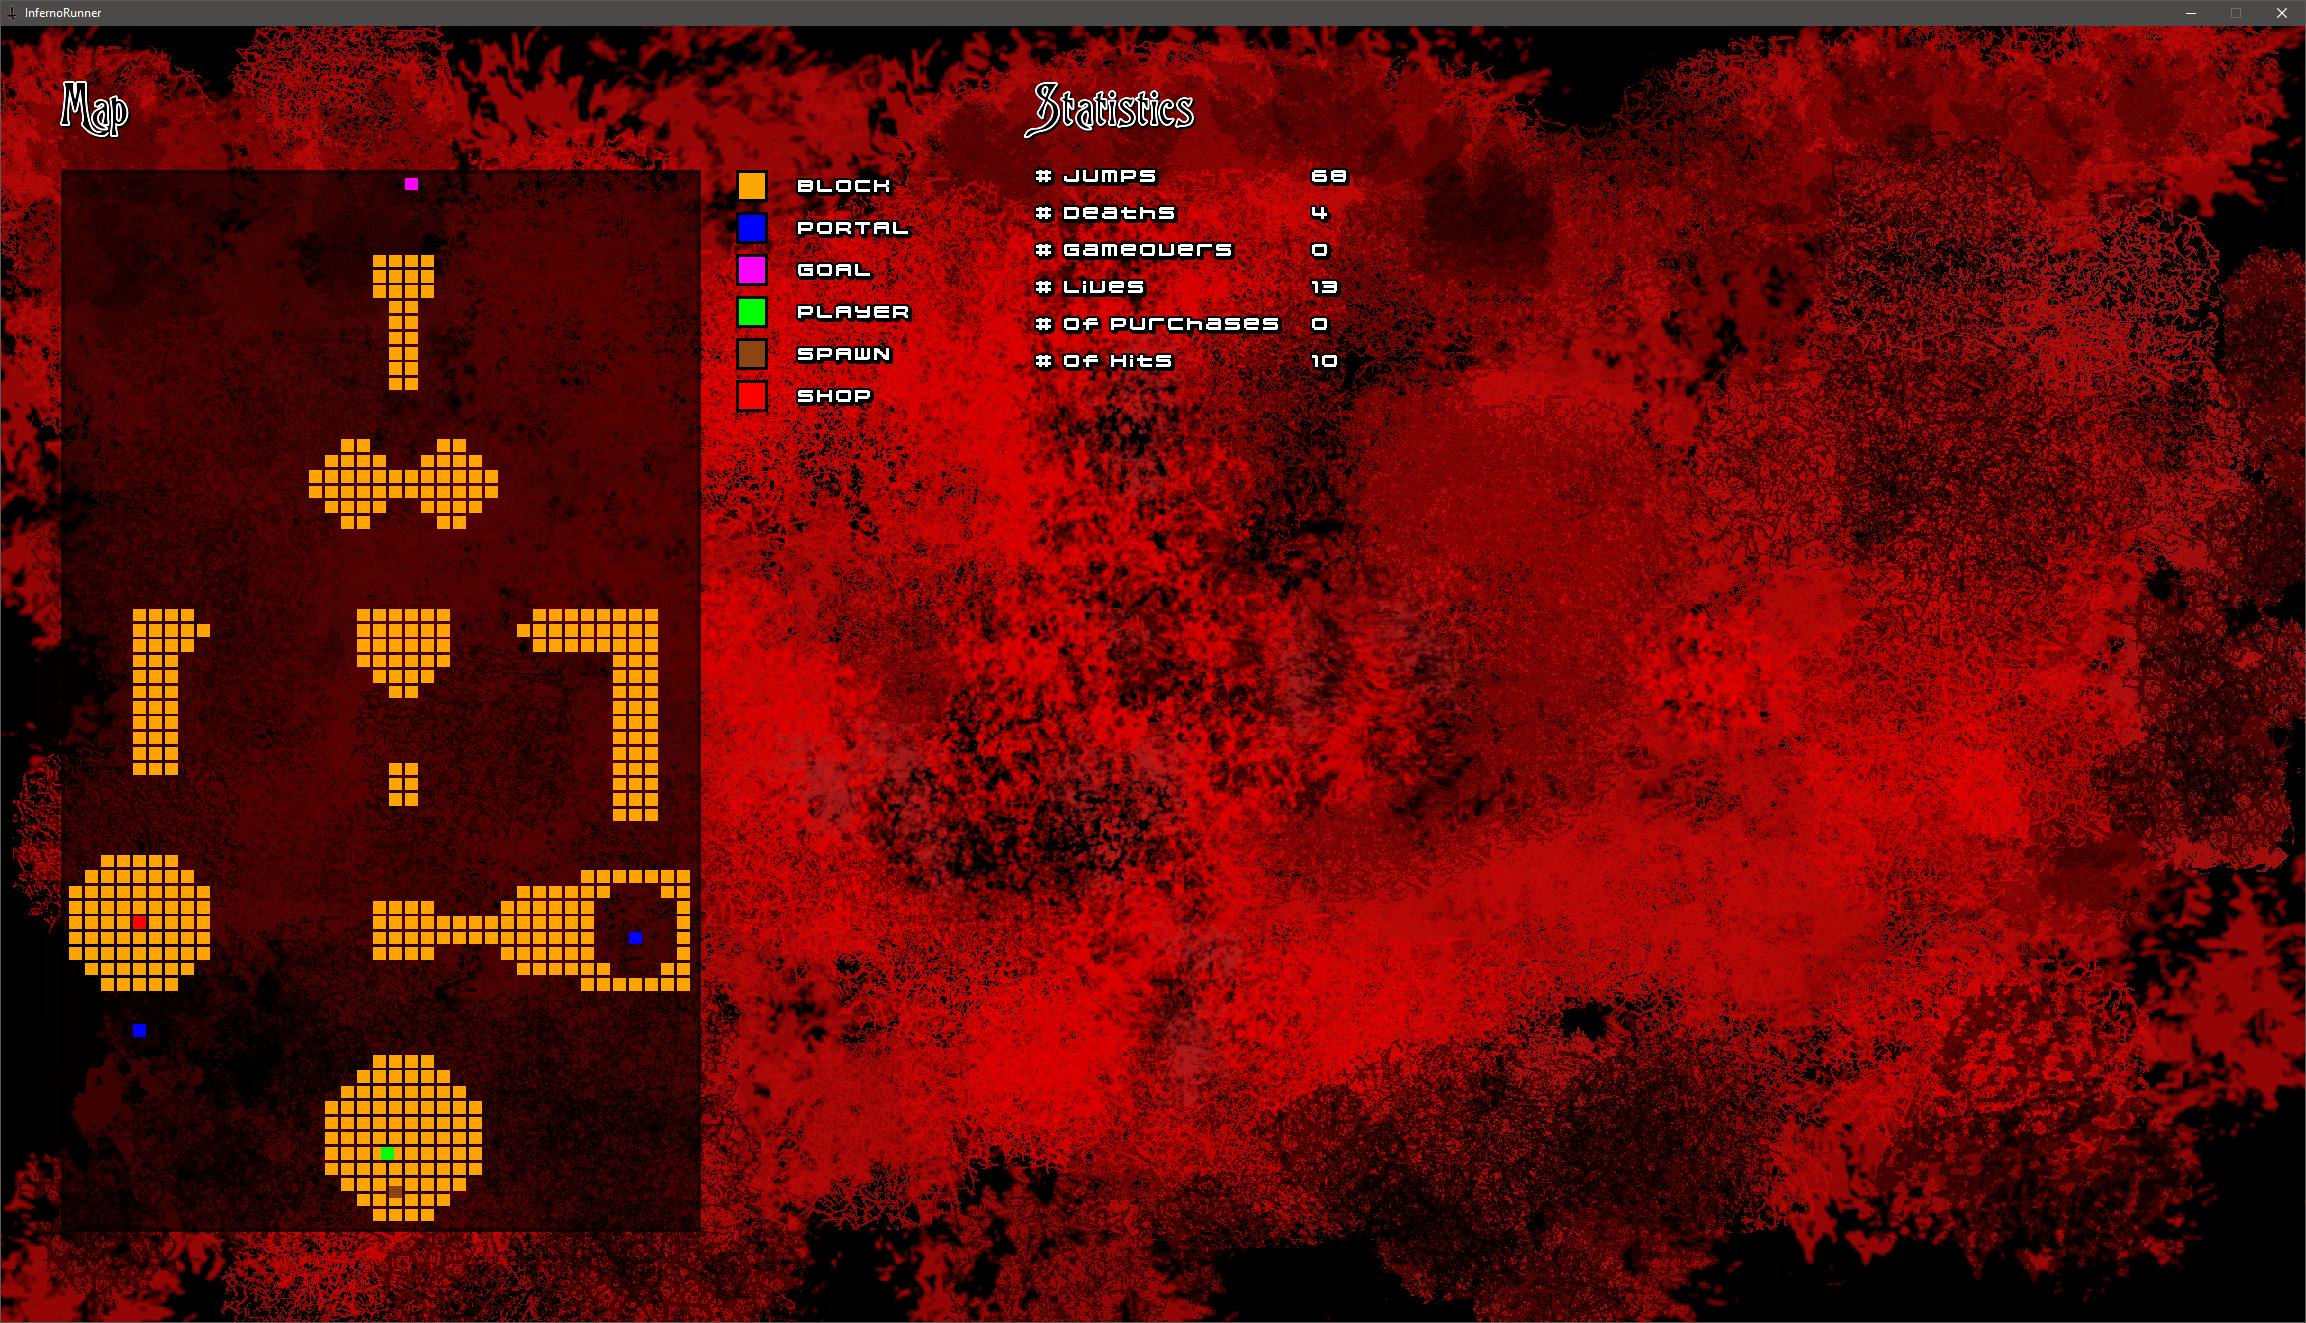 InfernoRunner
Map
BLOCK
PORTAL
GOAL
PLAYER
SPAWN
SHOP
Statistics
# Jumps 68
# Deaths 4
# Gameovers 0
# Lives 13
# Of Purchases 0
# Of Hits 10